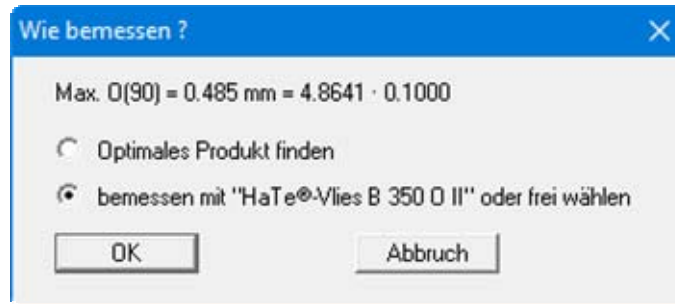 Wie bemessen ?
Max. O(90) = 0.485 mm = 4.8641 · 0.1000
Optimales Produkt finden
bemessen mit "HaTe®-Vlies B 350 O II" oder frei wählen
OK Abbruch